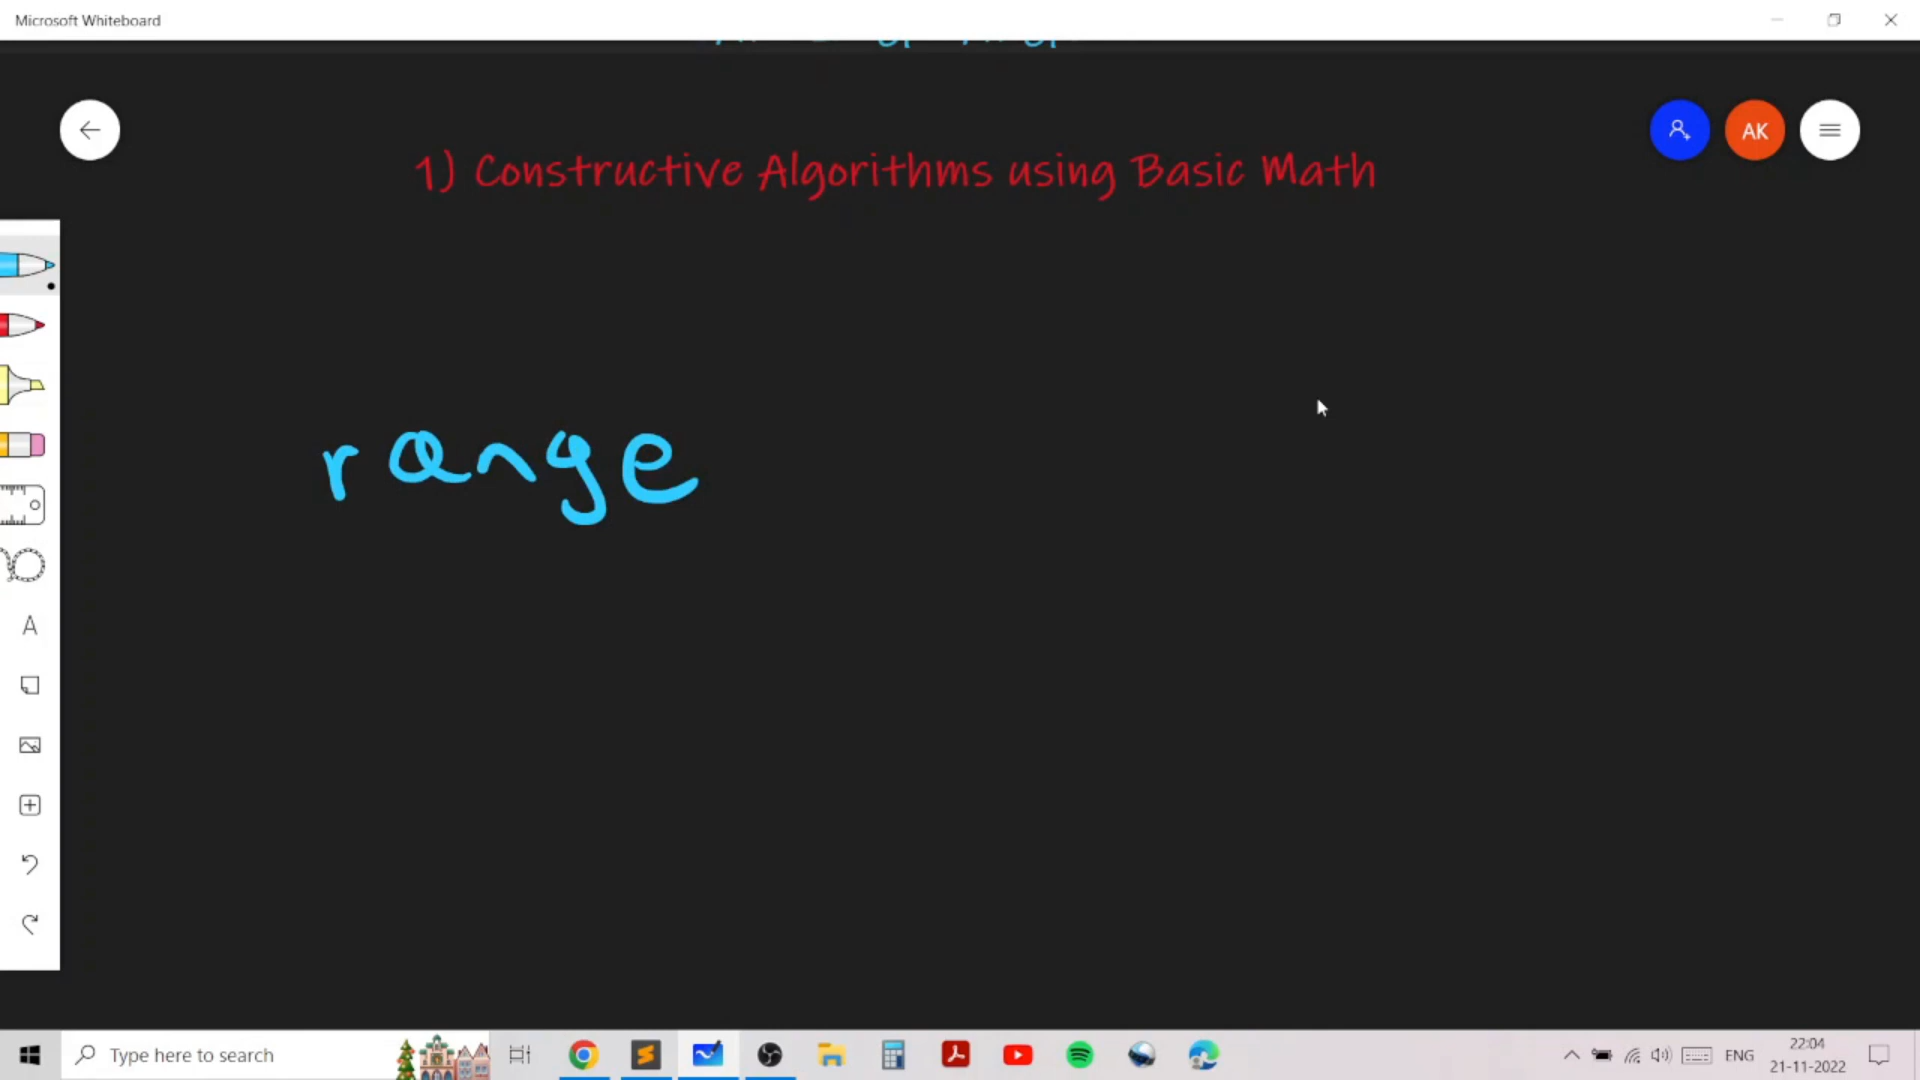 Microsoft Whiteboard
AK
1) Constructive Algorithms using Basic Math
range
A
Type here to search
ENG
22:04
21-11-2022